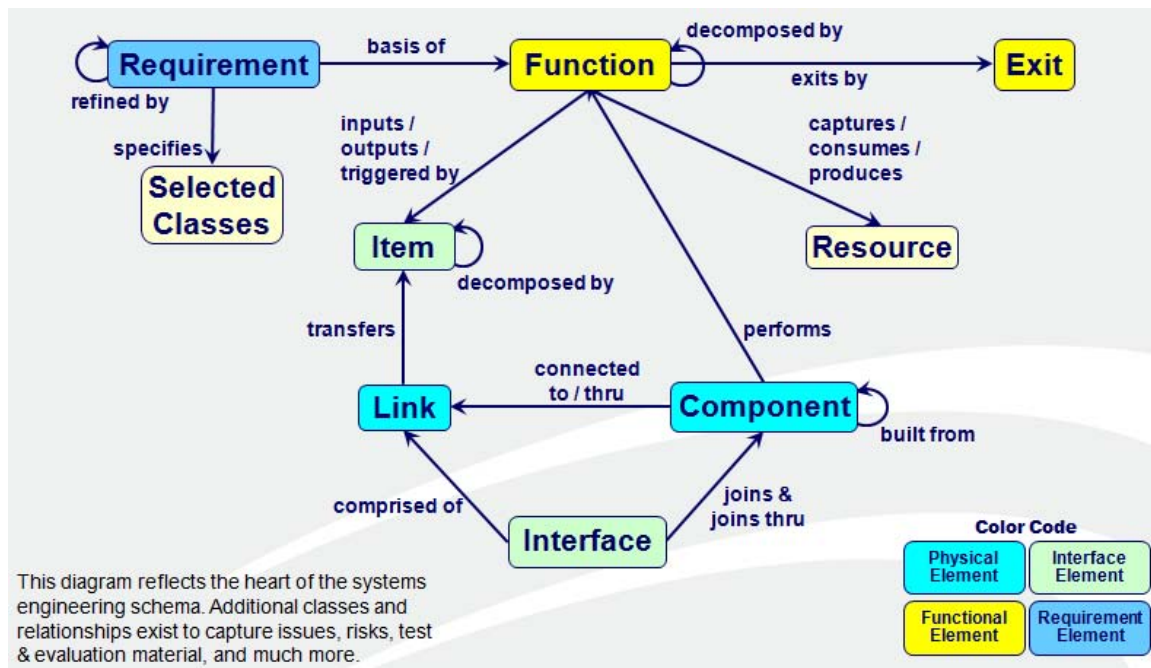 Requirement
basis of
Function
decomposed by
exits by
Exit
refined by
specifies
Selected
Classes
inputs /
outputs /
triggered by
captures /
consumes /
produces
Item
decomposed by
Resource
transfers
performs
connected
to / thru
Link
Component
built from
comprised of
joins &
joins thru
Interface
Color Code
Physical
Element
Interface
Element
Functional
Element
Requirement
Element
This diagram reflects the heart of the systems
engineering schema. Additional classes and
relationships exist to capture issues, risks, test
& evaluation material, and much more.